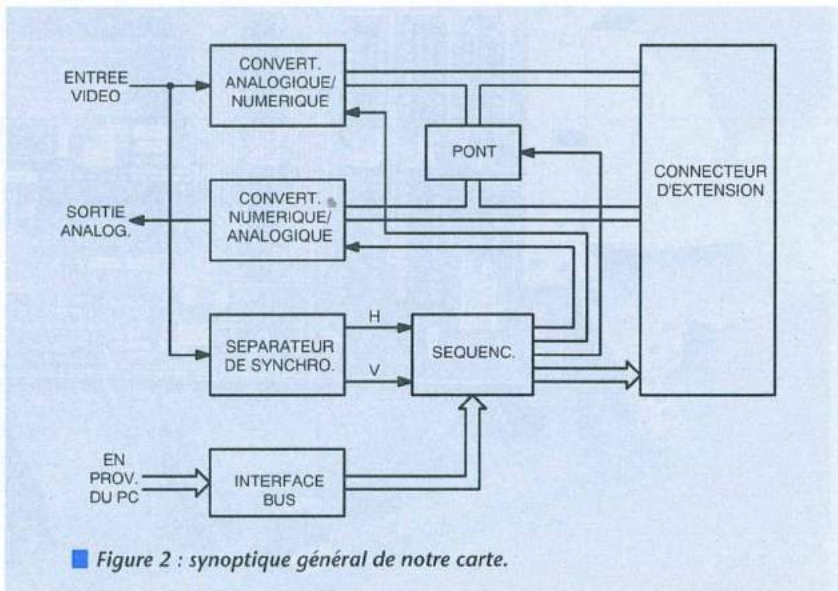 ENTREE
VIDEO
CONVERT.
ANALOGIQUE/
NUMERIQUE
PONT
CONNECTEUR
D'EXTENSION
SORTIE
ANALOG.
CONVERT.
NUMERIQUE/
ANALOGIQUE
H
V
SEPARATEUR
DE SYNCHRO.
SEQUENC.
EN
PROV.
DU PC
INTERFACE
BUS
Figure 2 : synoptique général de notre carte.